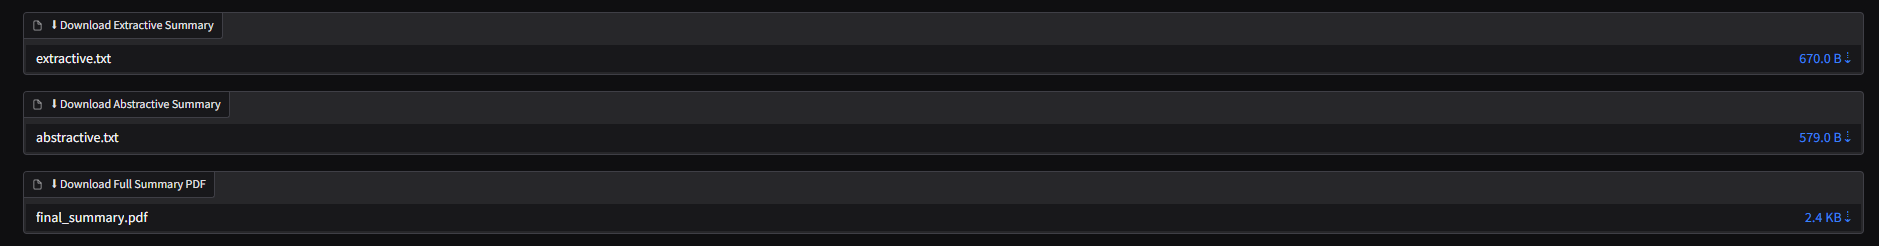 ⬇ Download Extractive Summary
extractive.txt 670.0 B ⇣
⬇ Download Abstractive Summary
abstractive.txt 579.0 B ⇣
⬇ Download Full Summary PDF
final_summary.pdf 2.4 KB ⇣